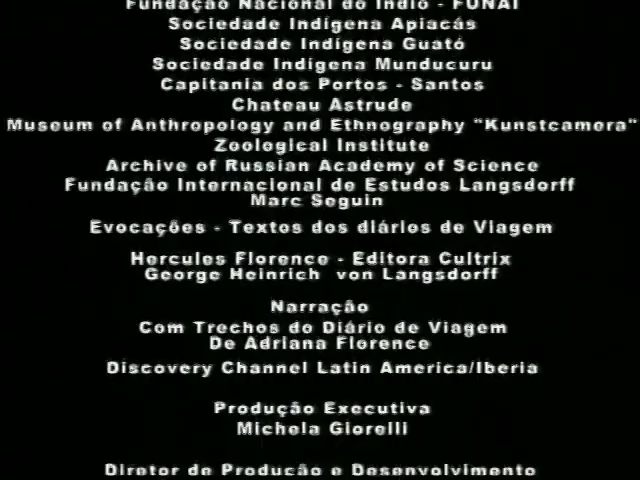 Fundação Nacional do Índio - FUNAI
Sociedade Indígena Apiacás
Sociedade Indígena Guató
Sociedade Indígena Munducuru
Capitania dos Portos - Santos
Chateau Astrude
Museum of Anthropology and Ethnography "Kunstcamera"
Zoological Institute
Archive of Russian Academy of Science
Fundação Internacional de Estudos Langsdorff
Marc Seguin
Evocações - Textos dos diários de Viagem
Hercules Florence - Editora Cultrix
George Heinrich von Langsdorff
Narração
Com Trechos do Diário de Viagem
De Adriana Florence
Discovery Channel Latin America/Iberia
Produção Executiva
Michela Giorelli
Diretor de Produção e Desenvolvimento